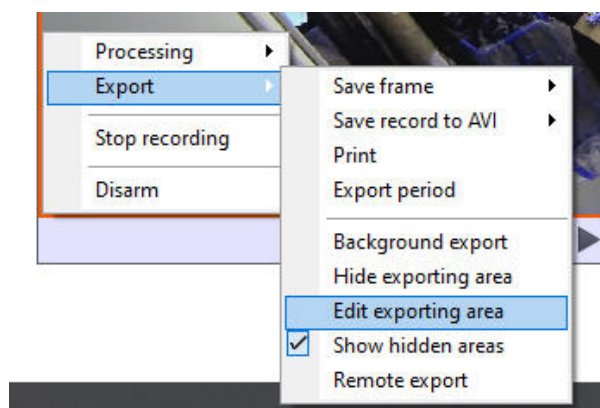 Processing
Export
Stop recording
Disarm
Save frame
Save record to AVI
Print
Export period
Background export
Hide exporting area
Edit exporting area
Show hidden areas
Remote export